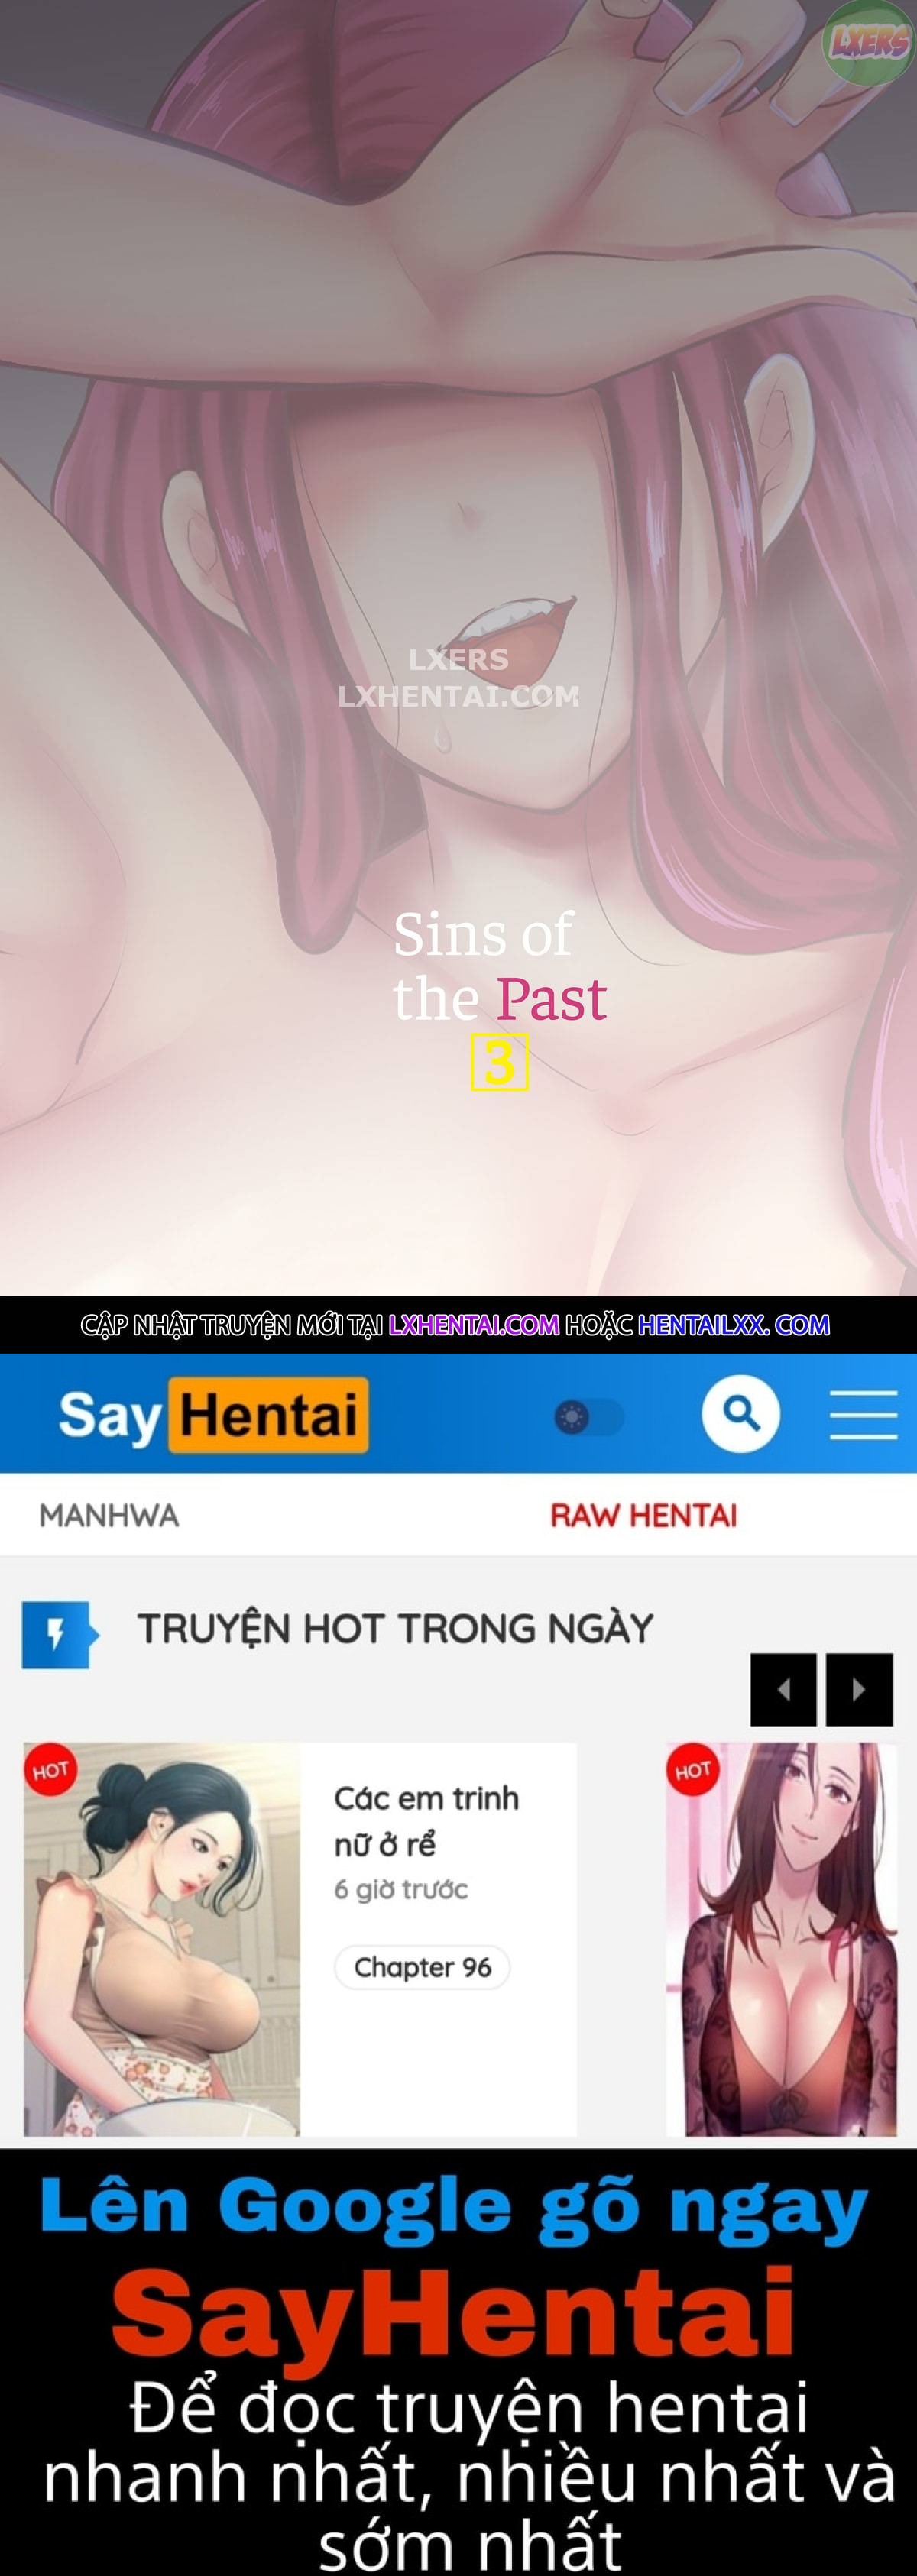 LXERS
LXERS
LXHENTAI.COM
Sins of
the Past
3
CẬP NHẬT TRUYỆN MỚI TẠI LXHENTAI.COM HOẶC HENTAILXX. COM
Say Hentai
MANHWA RAW HENTAI
TRUYỆN HOT TRONG NGÀY
HOT
Các em trinh
nữ ở rể
6 giờ trước
Chapter 96
HOT
Lên Google gõ ngay
SayHentai
Để đọc truyện hentai
nhanh nhất, nhiều nhất và
sớm nhất